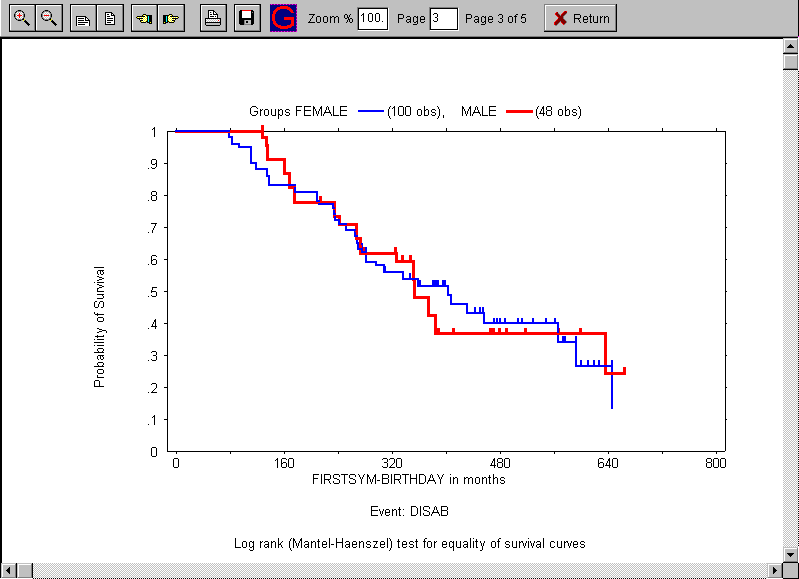 Zoom % 100. Page 3 Page 3 of 5 Return
G
Groups FEMALE (100 obs), MALE (48 obs)
1
.9
.8
.7
.6
.5
.4
.3
.2
.1
0
Probability of Survival
0 160 320 480 640 800
FIRSTSYM-BIRTHDAY in months
Event: DISAB
Log rank (Mantel-Haenszel) test for equality of survival curves